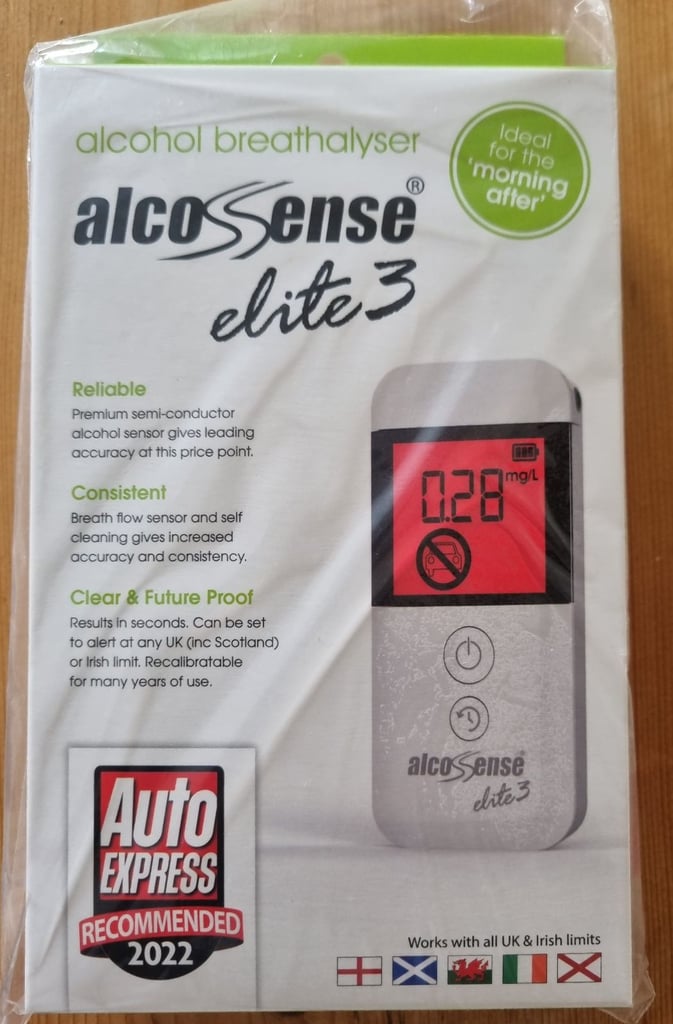 alcohol breathalyser
Ideal
for the
'morning
after'
alcoSense®
elite 3
Reliable
Premium semi-conductor
alcohol sensor gives leading
accuracy at this price point.
Consistent
Breath flow sensor and self
cleaning gives increased
accuracy and consistency.
Clear & Future Proof
Results in seconds. Can be set
to alert at any UK (inc Scotland)
or Irish limit. Recalibratable
for many years of use.
0.28 mg/L
alcoSense®
elite 3
Auto
EXPRESS
RECOMMENDED
2022
Works with all UK & Irish limits